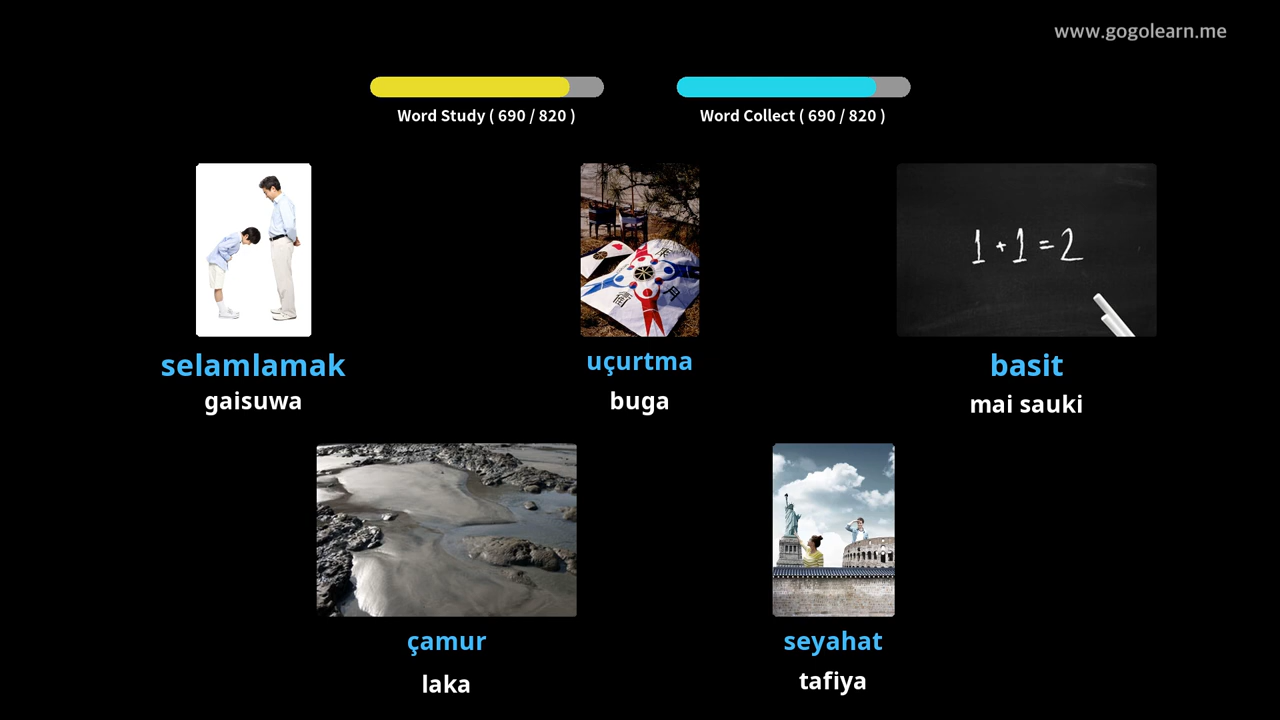 www.gogolearn.me
Word Study ( 690 / 820 )
Word Collect ( 690 / 820 )
1 + 1 = 2
selamlamak
gaisuwa
uçurtma
buga
basit
mai sauki
çamur
laka
seyahat
tafiya